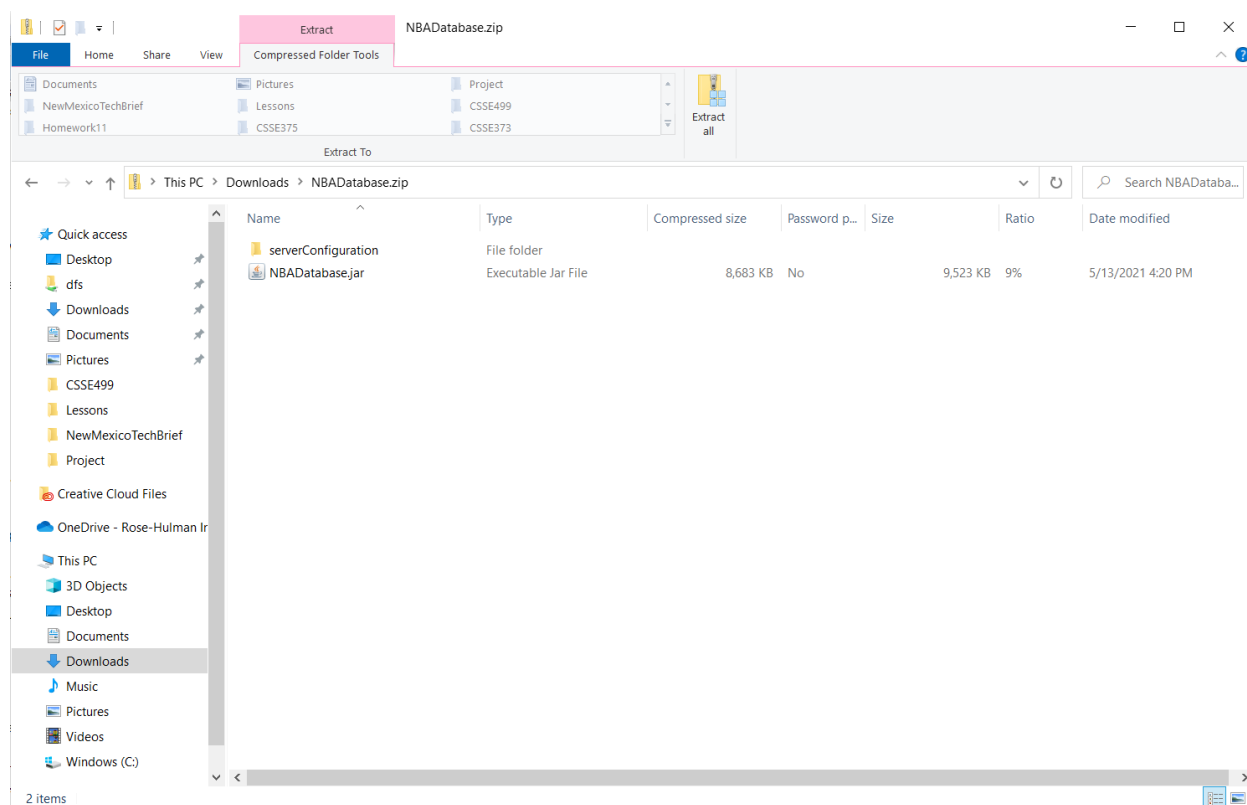 Extract NBADatabase.zip
File Home Share View Compressed Folder Tools
Documents Pictures Project
NewMexicoTechBrief Lessons CSSE499
Homework11 CSSE375 CSSE373
Extract all
Extract To
This PC > Downloads > NBADatabase.zip Search NBADataba...
Name Type Compressed size Password p... Size Ratio Date modified
serverConfiguration File folder
NBADatabase.jar Executable Jar File 8,683 KB No 9,523 KB 9% 5/13/2021 4:20 PM
Quick access
Desktop
dfs
Downloads
Documents
Pictures
CSSE499
Lessons
NewMexicoTechBrief
Project
Creative Cloud Files
OneDrive - Rose-Hulman Ir
This PC
3D Objects
Desktop
Documents
Downloads
Music
Pictures
Videos
Windows (C:)
2 items